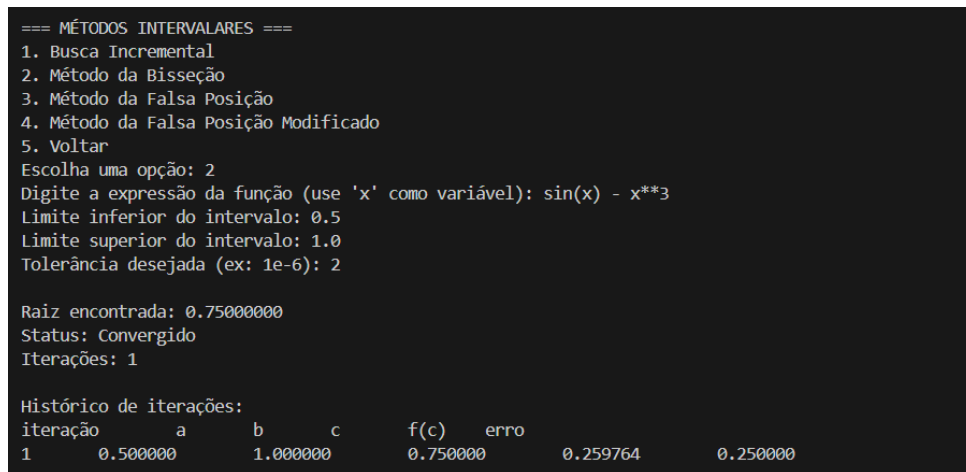 === MÉTODOS INTERVALARES ===
1. Busca Incremental
2. Método da Bisseção
3. Método da Falsa Posição
4. Método da Falsa Posição Modificado
5. Voltar
Escolha uma opção: 2
Digite a expressão da função (use 'x' como variável): sin(x) - x**3
Limite inferior do intervalo: 0.5
Limite superior do intervalo: 1.0
Tolerância desejada (ex: 1e-6): 2
Raiz encontrada: 0.75000000
Status: Convergido
Iterações: 1
Histórico de iterações:
iteração a b c f(c) erro
1 0.500000 1.000000 0.750000 0.259764 0.250000